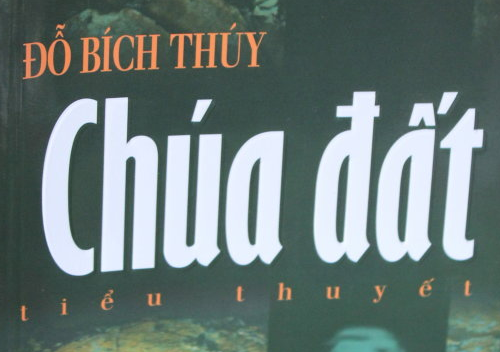 ĐỖ BÍCH THÚY
Chúa đất
tiểu thuyết